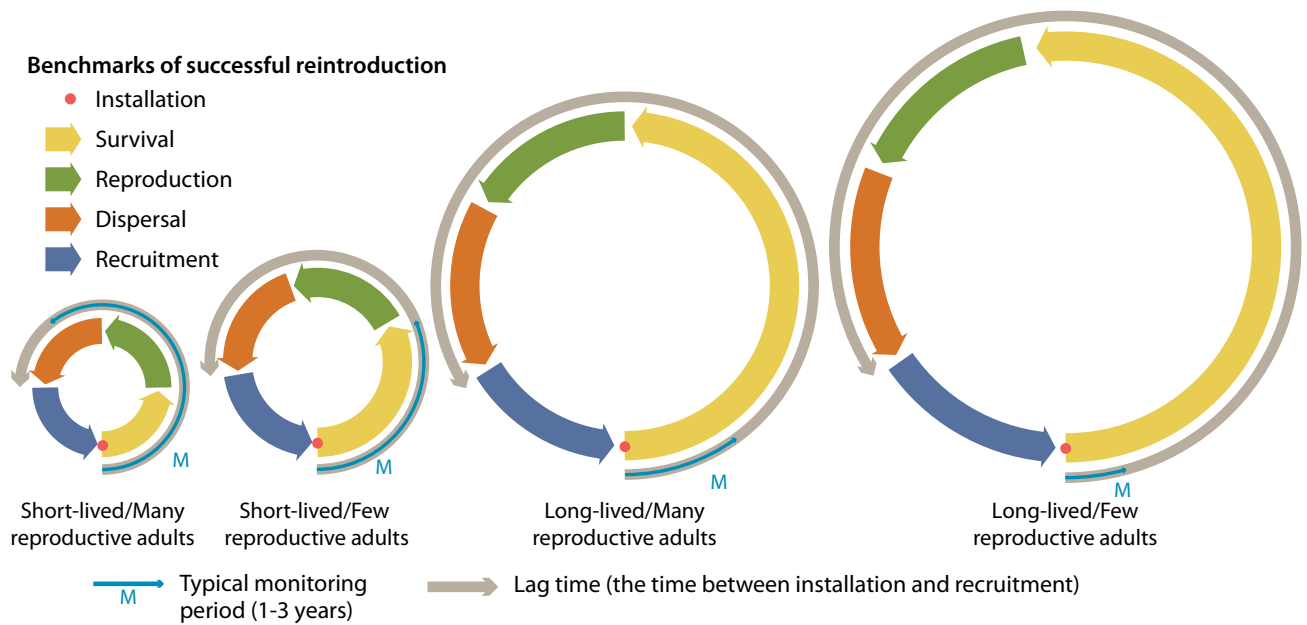 Benchmarks of successful reintroduction
Installation
Survival
Reproduction
Dispersal
Recruitment
M
M
M
M
Short-lived/Many
reproductive adults
Short-lived/Few
reproductive adults
Long-lived/Many
reproductive adults
Long-lived/Few
reproductive adults
M
Typical monitoring
period (1-3 years)
Lag time (the time between installation and recruitment)